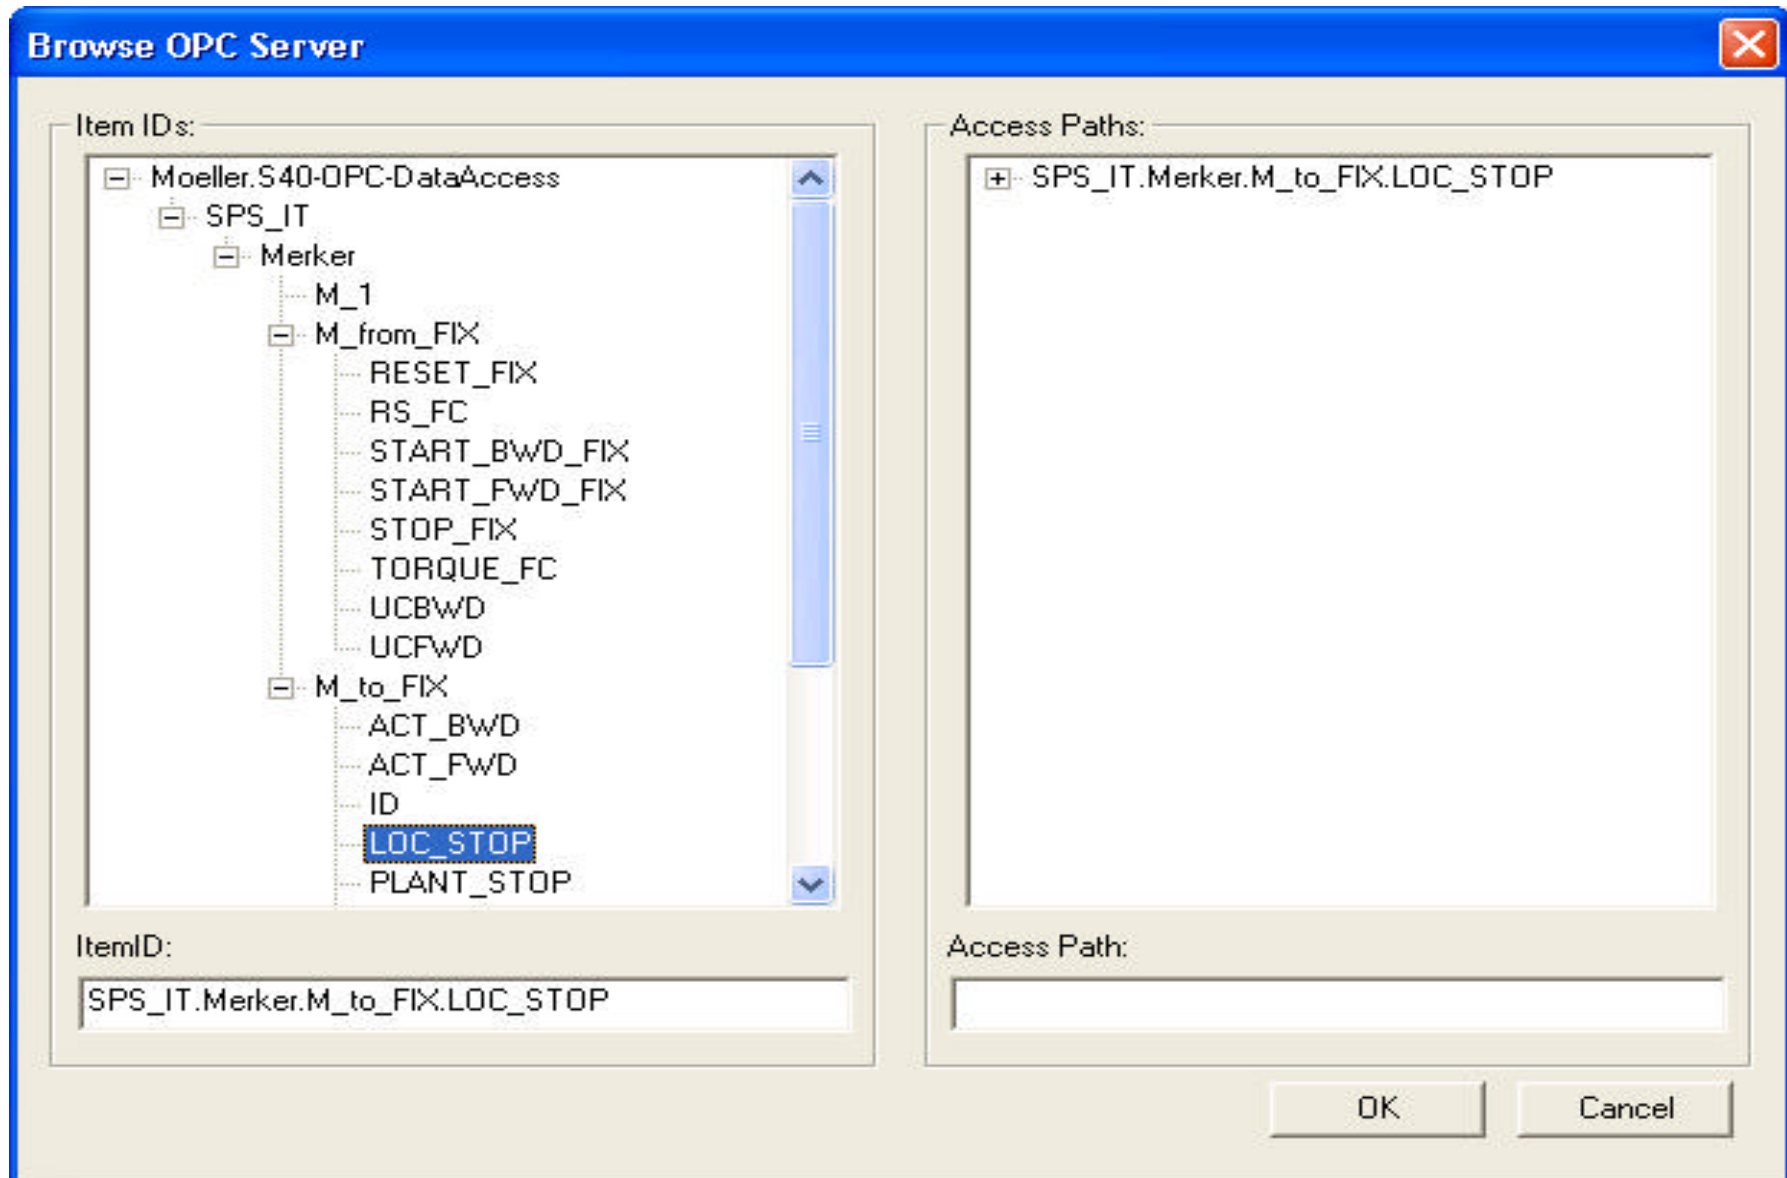 Browse OPC Server
Item IDs:
Moeller.S40-OPC-DataAccess
SPS_IT
Merker
M_1
M_from_FIX
RESET_FIX
RS_FC
START_BWD_FIX
START_FWD_FIX
STOP_FIX
TORQUE_FC
UCBWD
UCFWD
M_to_FIX
ACT_BWD
ACT_FWD
ID
LOC_STOP
PLANT_STOP
ItemID:
SPS_IT.Merker.M_to_FIX.LOC_STOP
Access Paths:
SPS_IT.Merker.M_to_FIX.LOC_STOP
Access Path:
OK
Cancel